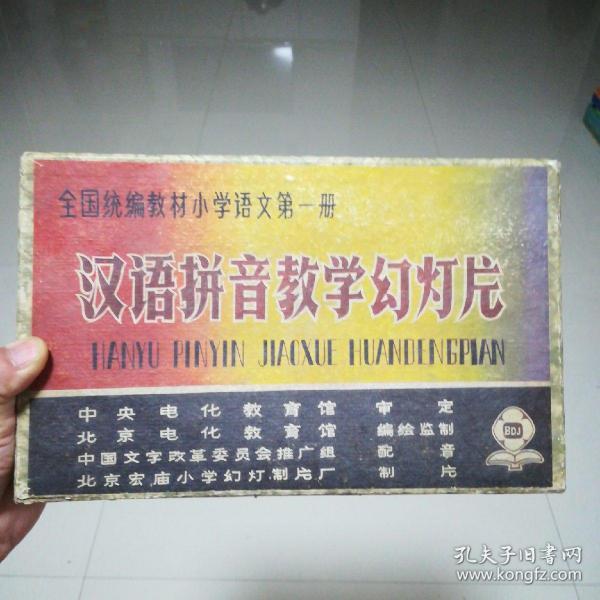 全国统编教材小学语文第一册
汉语拼音教学幻灯片
HANYU PINYIN JIAOXUE HUANDENGPIAN
中央电化教育馆 审定
北京电化教育馆 编绘监制
中国文字改革委员会推广组 配音
北京宏庙小学幻灯制片厂 制片
BDJ
孔夫子旧书网
www.kongfz.com